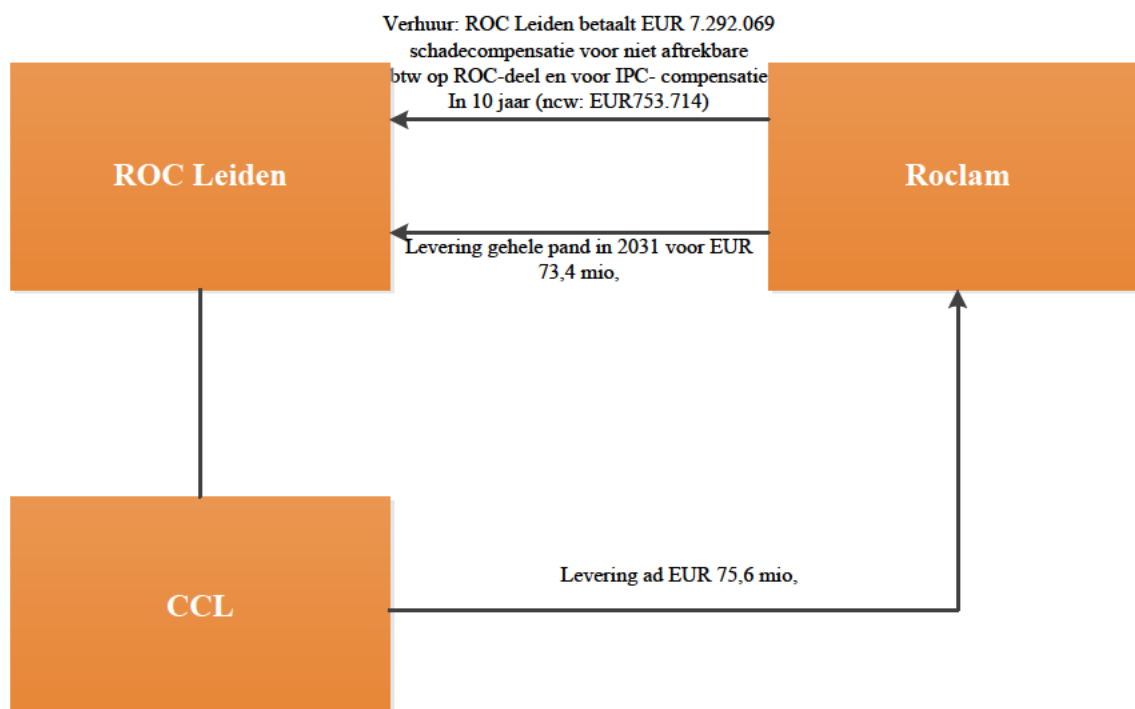 Verhuur: ROC Leiden betaalt EUR 7.292.069
schadecompensatie voor niet aftrekbare
btw op ROC-deel en voor IPC- compensatie
In 10 jaar (ncw: EUR753.714)
ROC Leiden
Roclam
Levering gehele pand in 2031 voor EUR
73,4 mio,
Levering ad EUR 75,6 mio,
CCL